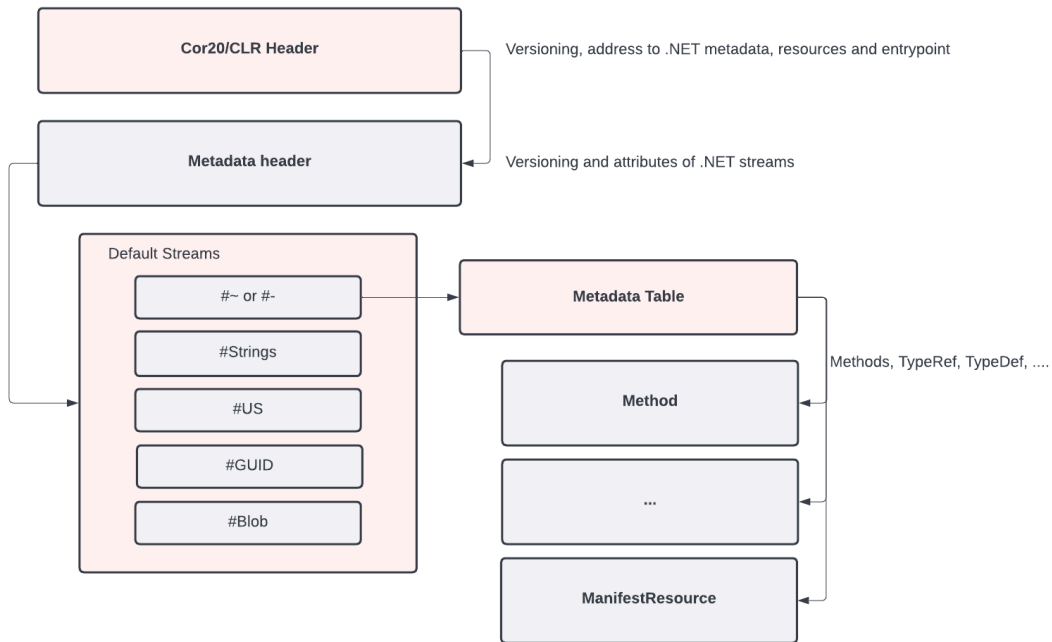 Cor20/CLR Header
Versioning, address to .NET metadata, resources and entrypoint
Metadata header
Versioning and attributes of .NET streams
Default Streams
#~ or #-
#Strings
#US
#GUID
#Blob
Metadata Table
Methods, TypeRef, TypeDef, ....
Method
...
ManifestResource